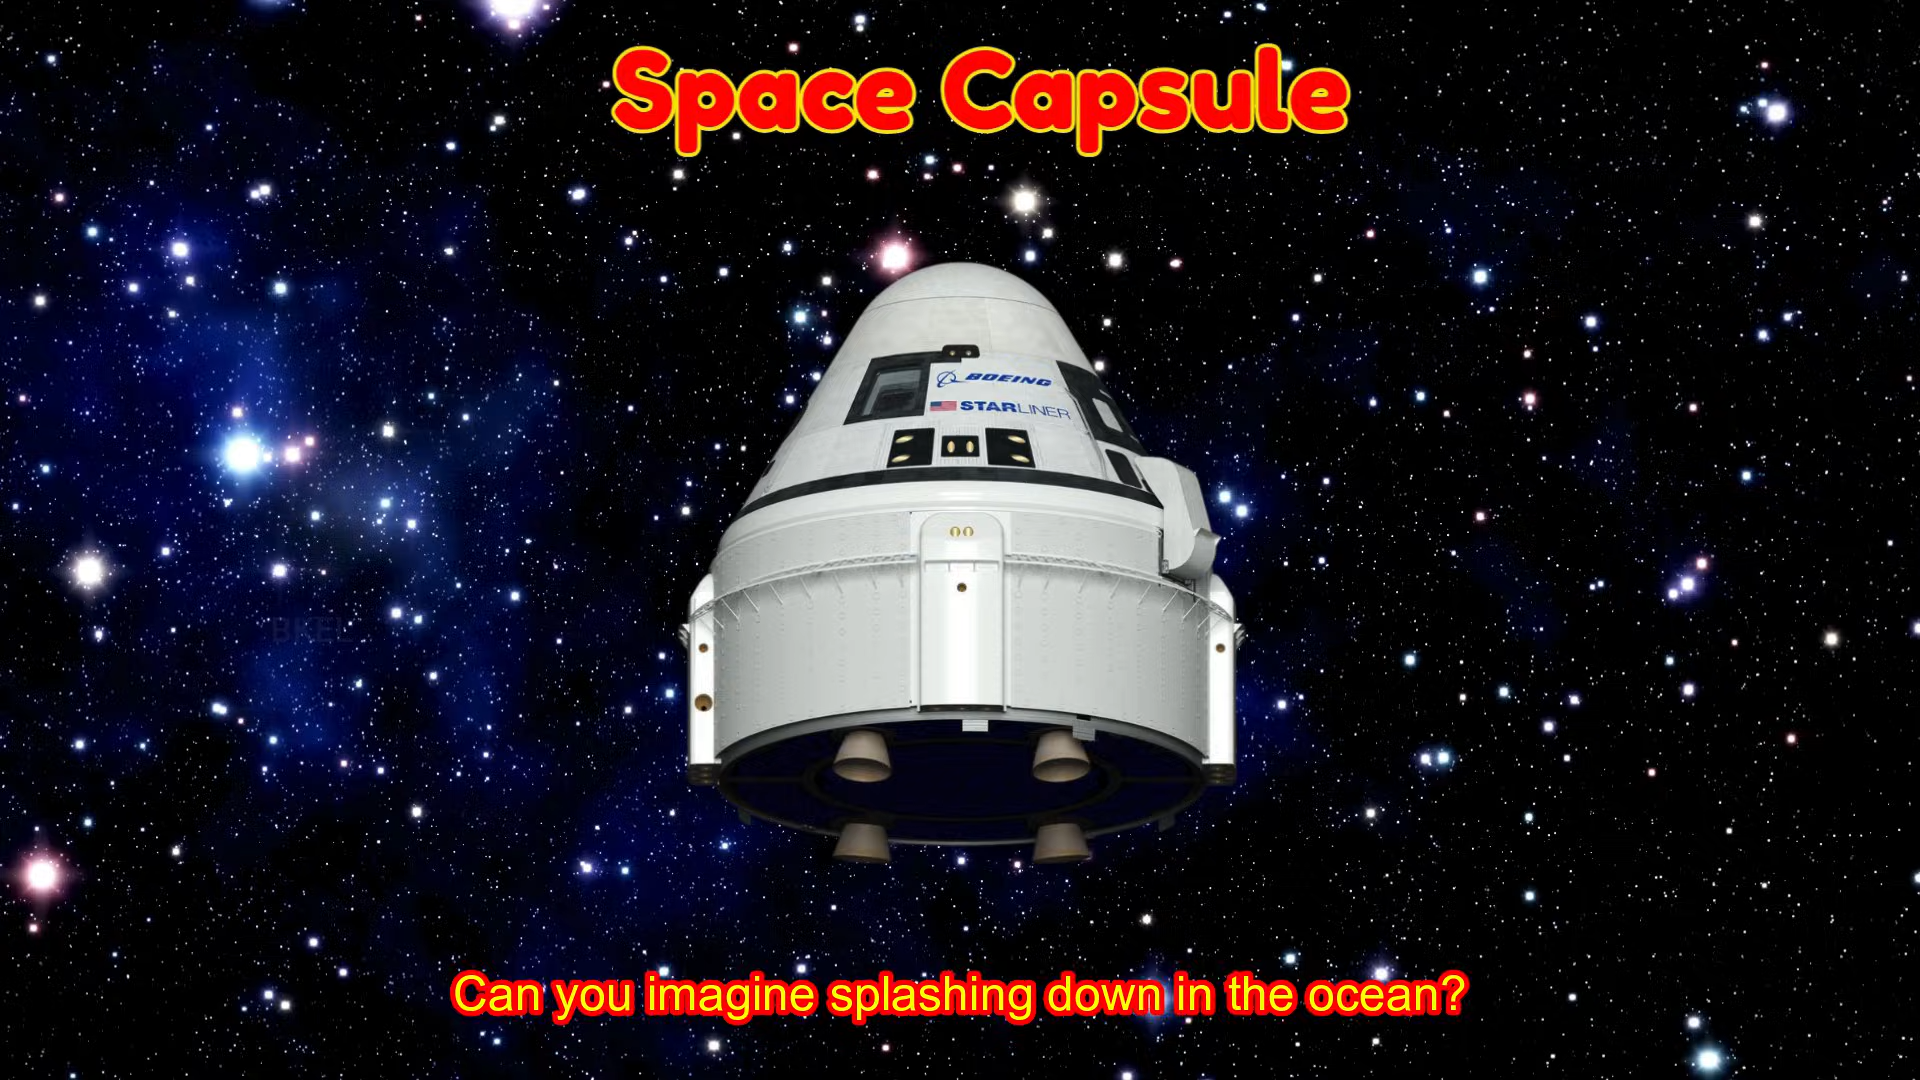 Space Capsule
BOEING
STARLINER
Can you imagine splashing down in the ocean?